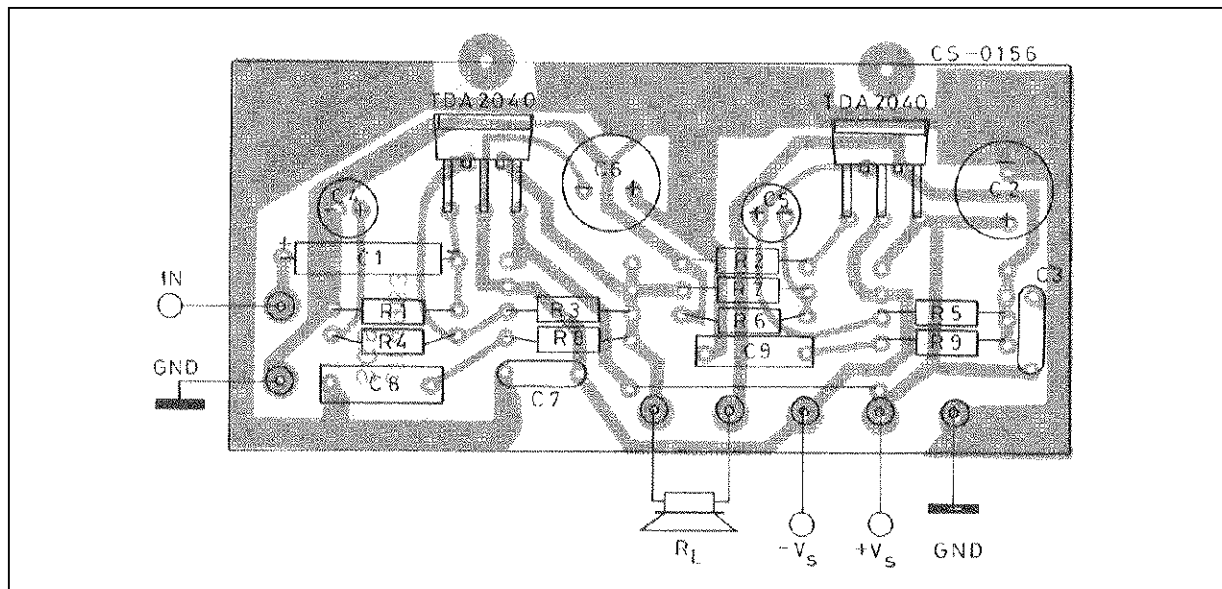 CS-0156
TDA2040
TDA2040
C6
C4
C5
C2
C1
R2
C3
IN
R7
R1
R3
R6
R5
R4
R8
C9
R9
GND
C8
C7
RL
-Vs
+Vs
GND